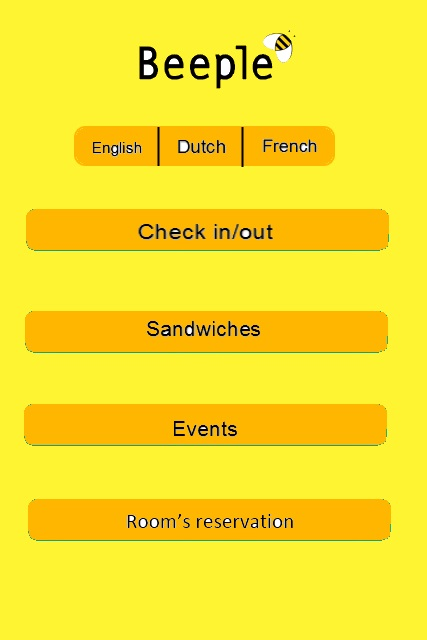 Beeple
English Dutch French
Check in/out
Sandwiches
Events
Room's reservation